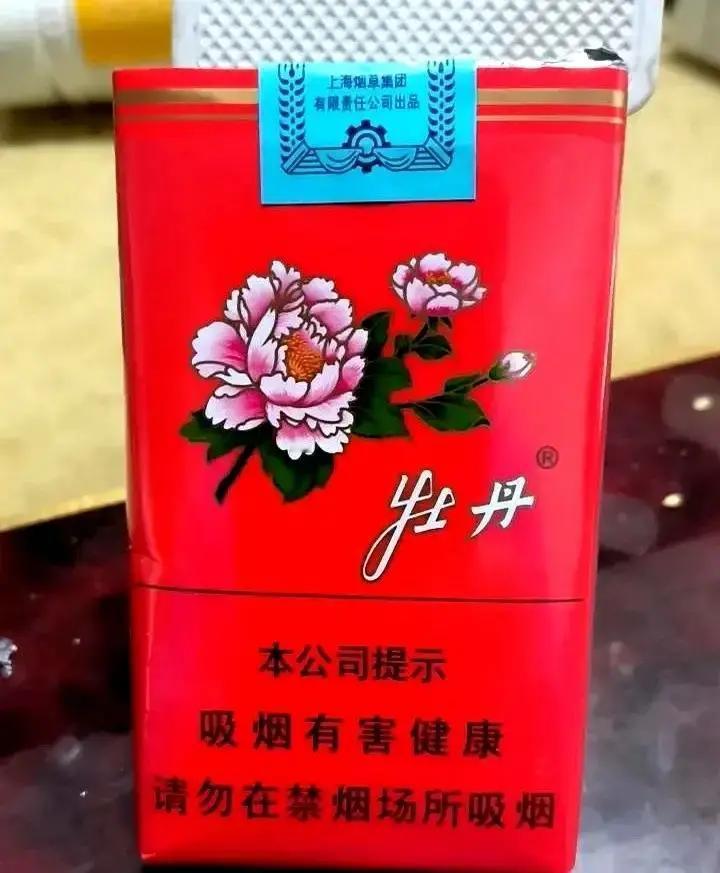 上海烟草集团
有限责任公司出品
牡丹®
本公司提示
吸烟有害健康
请勿在禁烟场所吸烟